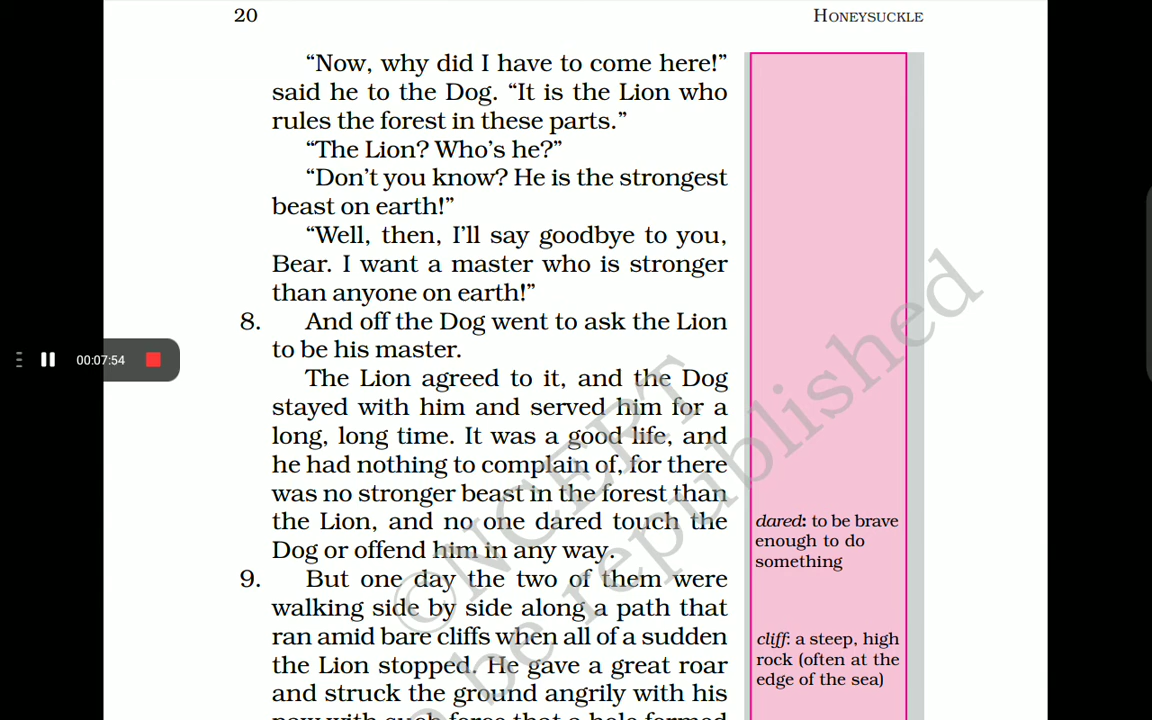 20
HONEYSUCKLE
“Now, why did I have to come here!”
said he to the Dog. “It is the Lion who
rules the forest in these parts.”
“The Lion? Who’s he?”
“Don’t you know? He is the strongest
beast on earth!”
“Well, then, I’ll say goodbye to you,
Bear. I want a master who is stronger
than anyone on earth!”
8. And off the Dog went to ask the Lion
to be his master.
The Lion agreed to it, and the Dog
stayed with him and served him for a
long, long time. It was a good life, and
he had nothing to complain of, for there
was no stronger beast in the forest than
the Lion, and no one dared touch the
Dog or offend him in any way.
9. But one day the two of them were
walking side by side along a path that
ran amid bare cliffs when all of a sudden
the Lion stopped. He gave a great roar
and struck the ground angrily with his
paw with such force that a hole formed
dared: to be brave
enough to do
something
cliff: a steep, high
rock (often at the
edge of the sea)
00:07:54
©NCERT
be republished